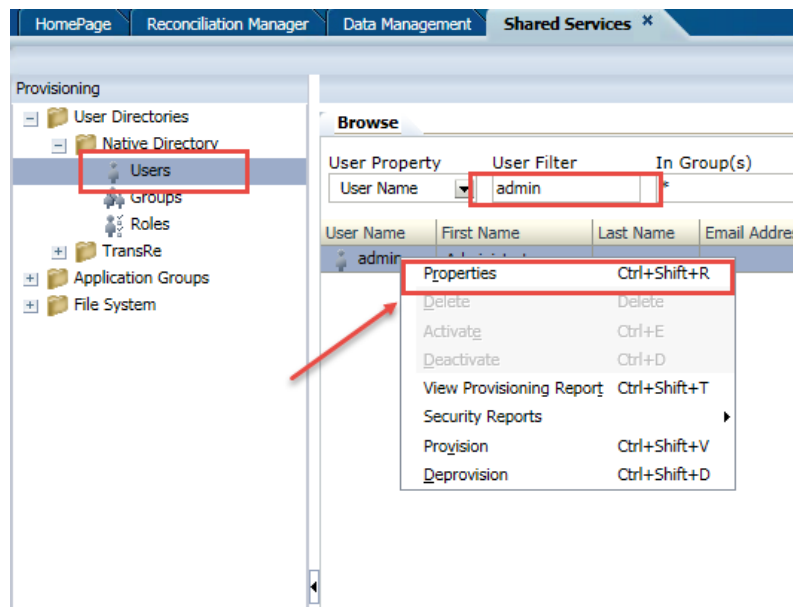 HomePage Reconciliation Manager Data Management Shared Services ×
Provisioning
User Directories
Native Directory
Users
Groups
Roles
TransRe
Application Groups
File System
Browse
User Property User Filter In Group(s)
User Name admin *
User Name First Name Last Name Email Addre
admin
Properties Ctrl+Shift+R
Delete Delete
Activate Ctrl+E
Deactivate Ctrl+D
View Provisioning Report Ctrl+Shift+T
Security Reports
Provision Ctrl+Shift+V
Deprovision Ctrl+Shift+D